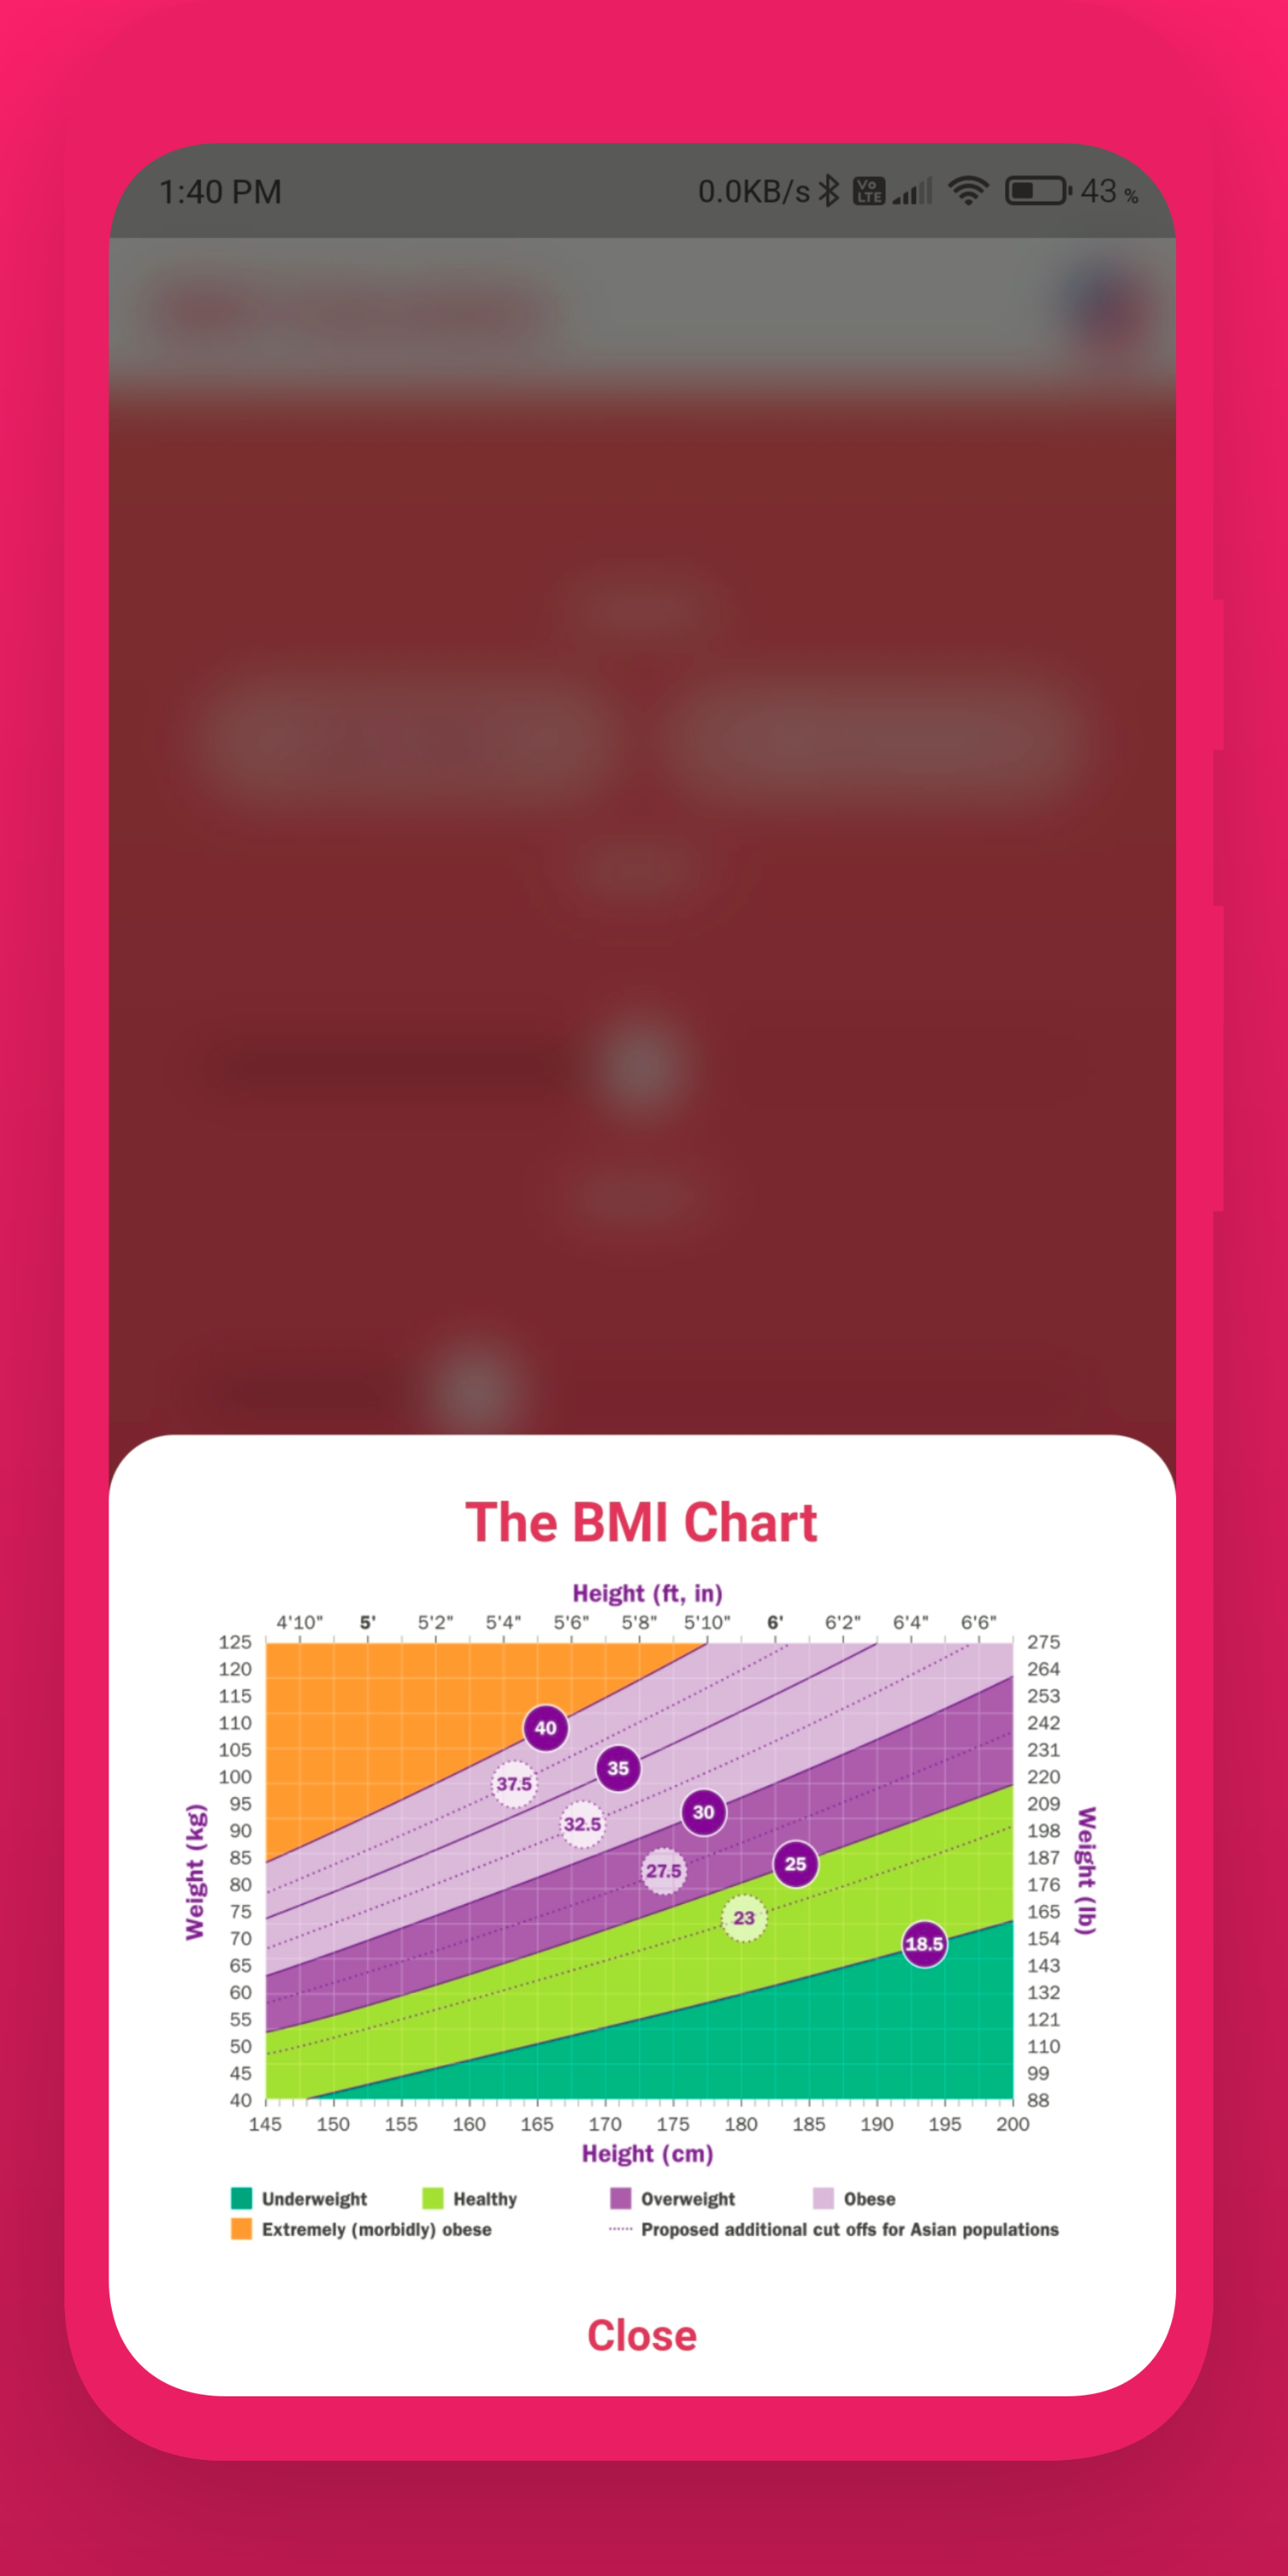 1:40 PM 0.0KB/s Vo LTE 43 %
The BMI Chart
Height (ft, in)
4'10" 5' 5'2" 5'4" 5'6" 5'8" 5'10" 6' 6'2" 6'4" 6'6"
125 275
120 264
115 253
110 242
105 231
100 220
95 209
90 198
85 187
80 176
75 165
70 154
65 143
60 132
55 121
50 110
45 99
40 88
Weight (kg)
Weight (lb)
40
35
37.5
30
32.5
25
27.5
23
18.5
145 150 155 160 165 170 175 180 185 190 195 200
Height (cm)
Underweight Healthy Overweight Obese
Extremely (morbidly) obese Proposed additional cut offs for Asian populations
Close